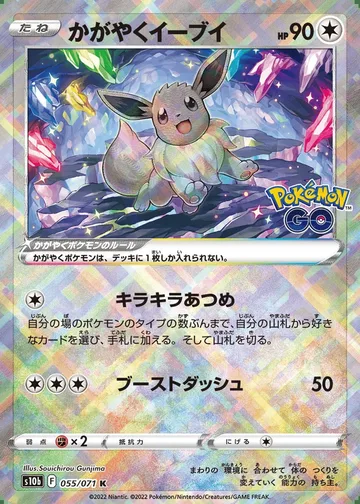 たね
かがやくイーブイ
HP90
Pokémon GO
かがやくポケモンのルール
かがやくポケモンは、デッキに1枚しか入れられない。
キラキラあつめ
自分の場のポケモンのタイプの数ぶんまで、自分の山札から好き
なカードを選び、手札に加える。そして山札を切る。
ブーストダッシュ 50
弱点 ×2 抵抗力 にげる
Illus. Souichirou Gunjima
まわりの環境に合わせて体のつくりを
変えていく能力の持ち主。
s10b F 055/071 K
©2022 Niantic. ©2022 Pokémon/Nintendo/Creatures/GAME FREAK.